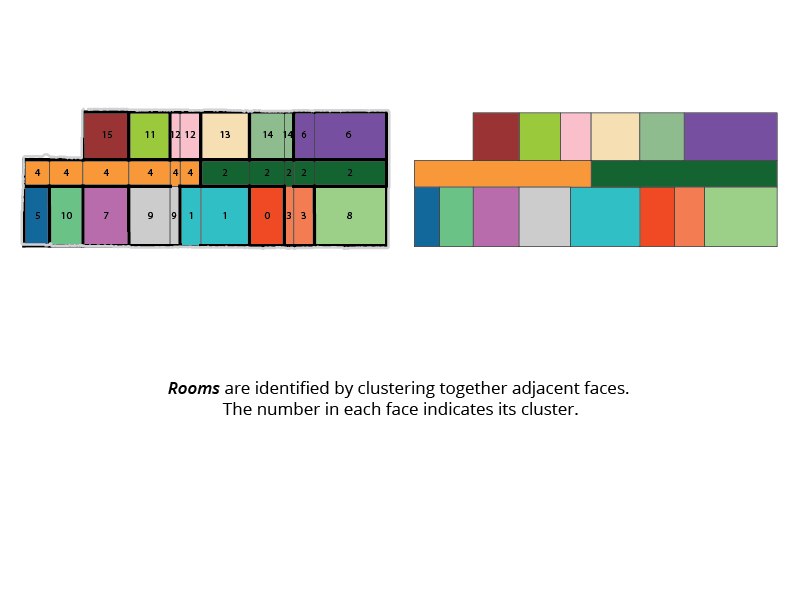 15 11 12 12 13 14 14 6 6
4 4 4 4 4 4 2 2 2 2 2
5 10 7 9 9 1 1 0 3 3 8
Rooms are identified by clustering together adjacent faces.
The number in each face indicates its cluster.